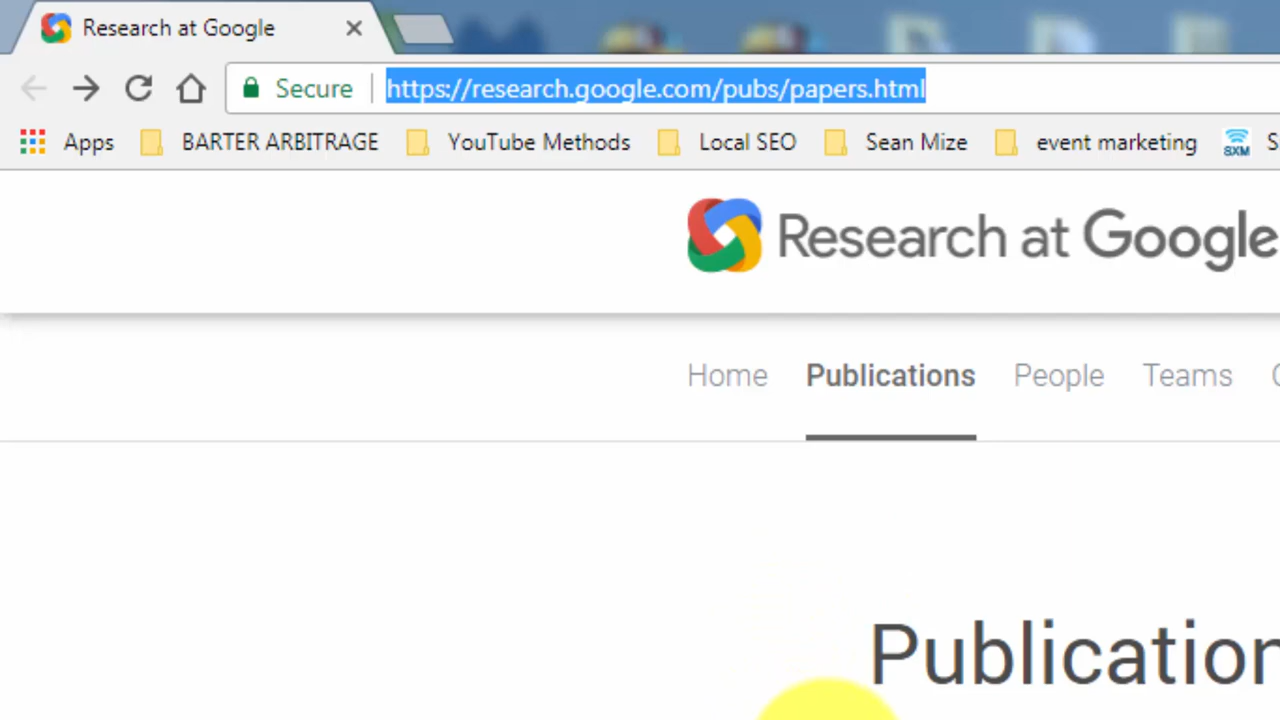 Research at Google
Secure https://research.google.com/pubs/papers.html
Apps BARTER ARBITRAGE YouTube Methods Local SEO Sean Mize event marketing SXM S
Research at Google
Home Publications People Teams
Publication